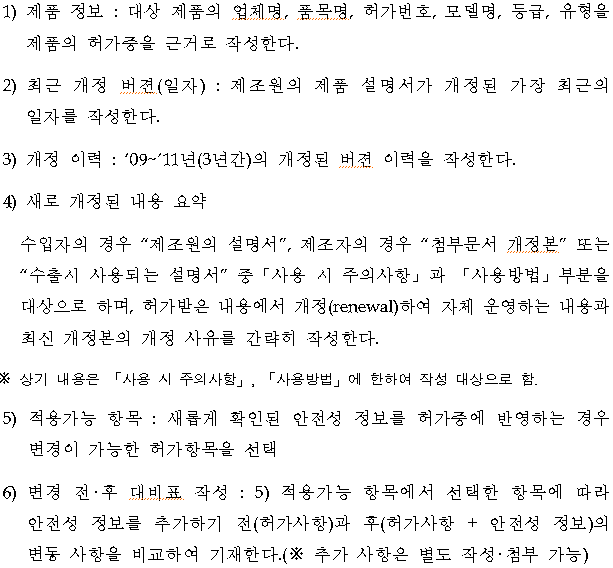 1) 제품 정보 : 대상 제품의 업체명, 품목명, 허가번호, 모델명, 등급, 유형을
제품의 허가증을 근거로 작성한다.
2) 최근 개정 버젼(일자) : 제조원의 제품 설명서가 개정된 가장 최근의
일자를 작성한다.
3) 개정 이력 : ’09~’11년(3년간)의 개정된 버젼 이력을 작성한다.
4) 새로 개정된 내용 요약
수입자의 경우 “제조원의 설명서”, 제조자의 경우 “첨부문서 개정본” 또는
“수출시 사용되는 설명서” 중「사용 시 주의사항」과 「사용방법」부분을
대상으로 하며, 허가받은 내용에서 개정(renewal)하여 자체 운영하는 내용과
최신 개정본의 개정 사유를 간략히 작성한다.
※ 상기 내용은 「사용 시 주의사항」, 「사용방법」에 한하여 작성 대상으로 함.
5) 적용가능 항목 : 새롭게 확인된 안전성 정보를 허가증에 반영하는 경우
변경이 가능한 허가항목을 선택
6) 변경 전·후 대비표 작성 : 5) 적용가능 항목에서 선택한 항목에 따라
안전성 정보를 추가하기 전(허가사항)과 후(허가사항 + 안전성 정보)의
변동 사항을 비교하여 기재한다.(※ 추가 사항은 별도 작성·첨부 가능)